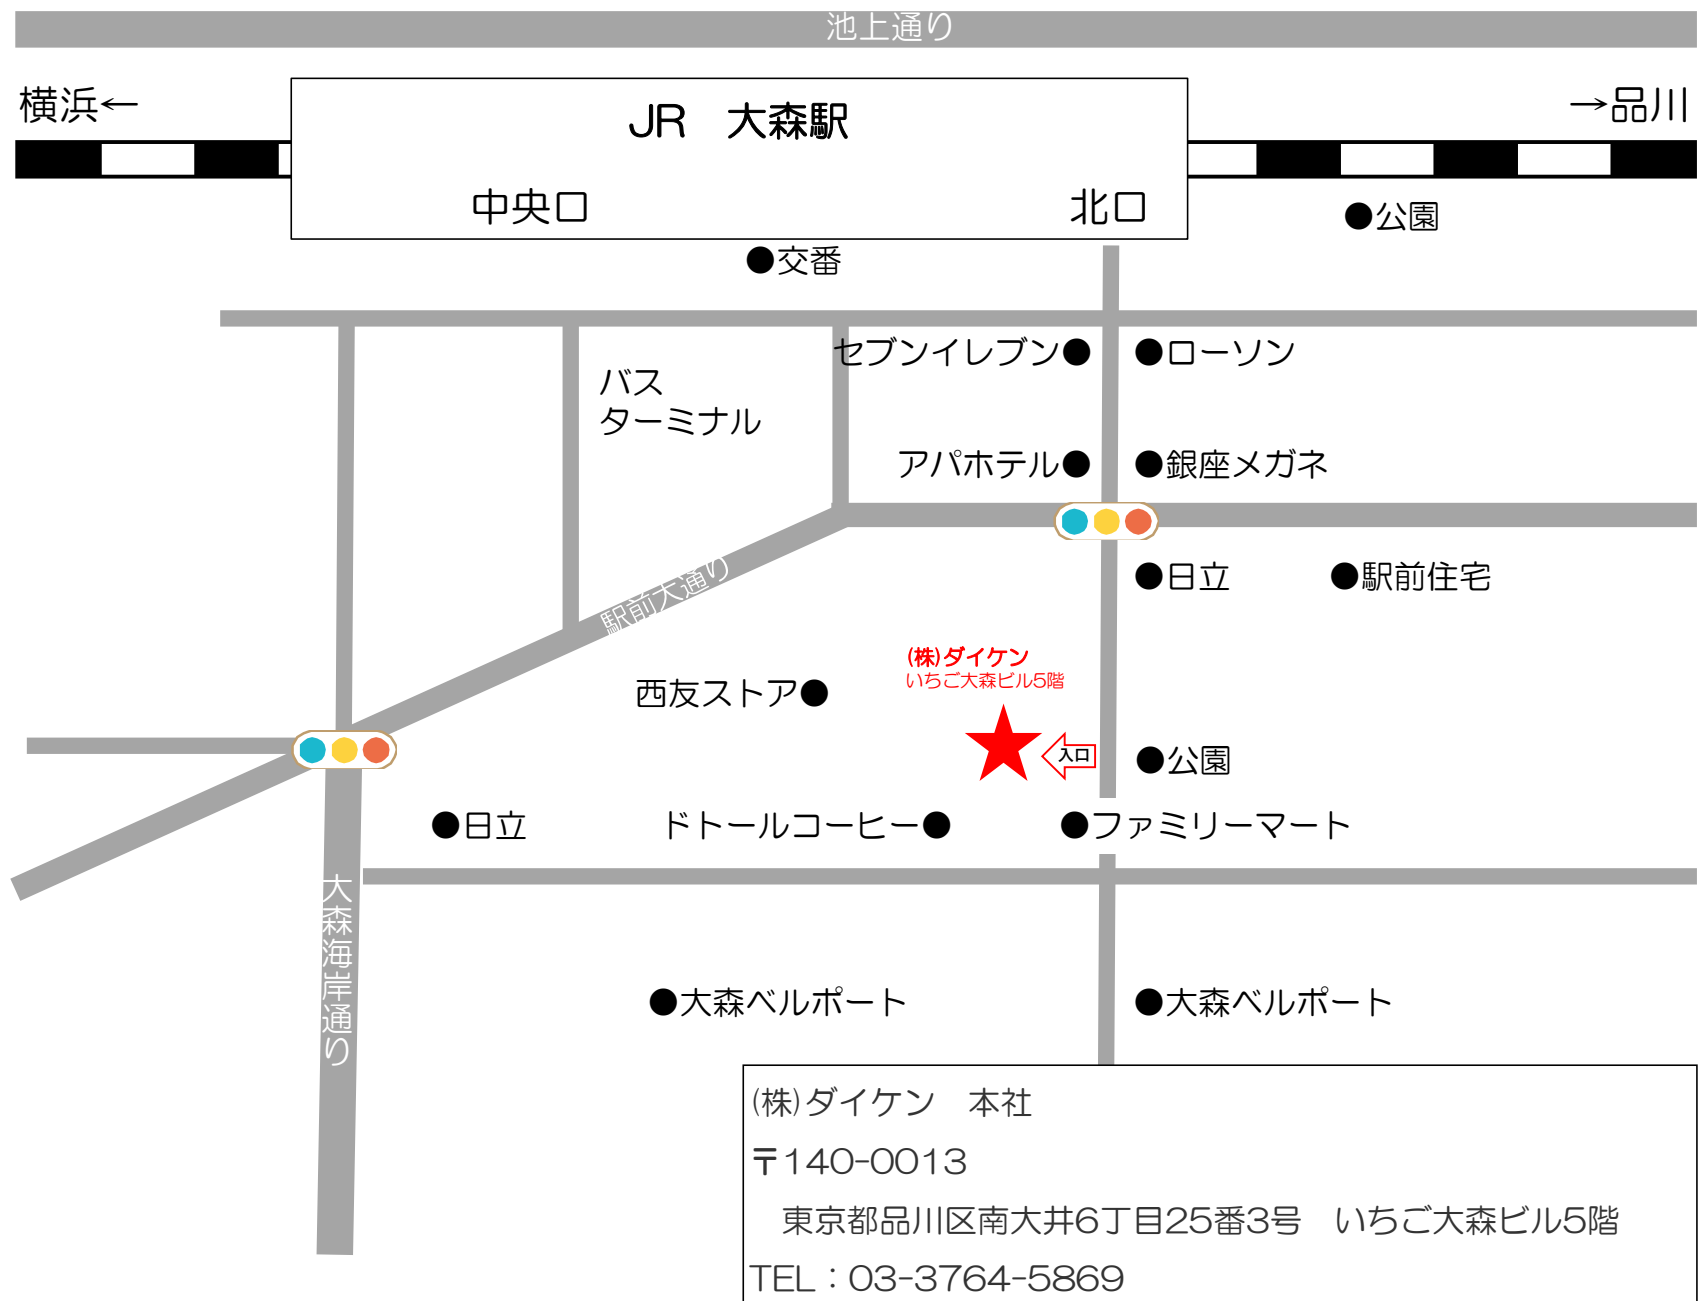 池上通り
横浜←
JR　大森駅
→品川
中央口
北口
●公園
●交番
セブンイレブン●
●ローソン
バス
ターミナル
アパホテル●
●銀座メガネ
駅前大通り
●日立
●駅前住宅
(株)ダイケン
いちご大森ビル5階
西友ストア●
入口
●公園
●日立
ドトールコーヒー●
●ファミリーマート
大森海岸通り
●大森ベルポート
●大森ベルポート
(株)ダイケン　本社
〒140-0013
東京都品川区南大井6丁目25番3号　いちご大森ビル5階
TEL：03-3764-5869